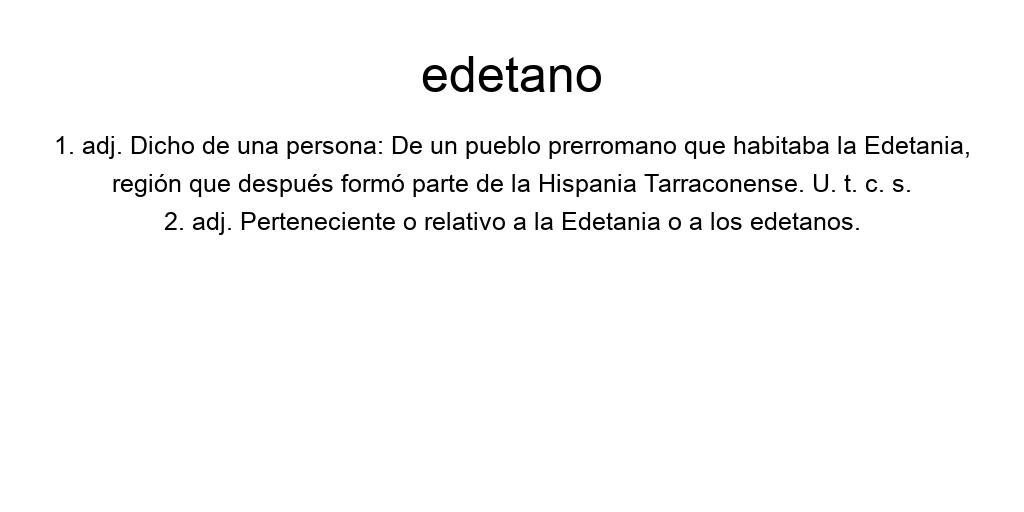 edetano
1. adj. Dicho de una persona: De un pueblo prerromano que habitaba la Edetania,
región que después formó parte de la Hispania Tarraconense. U. t. c. s.
2. adj. Perteneciente o relativo a la Edetania o a los edetanos.